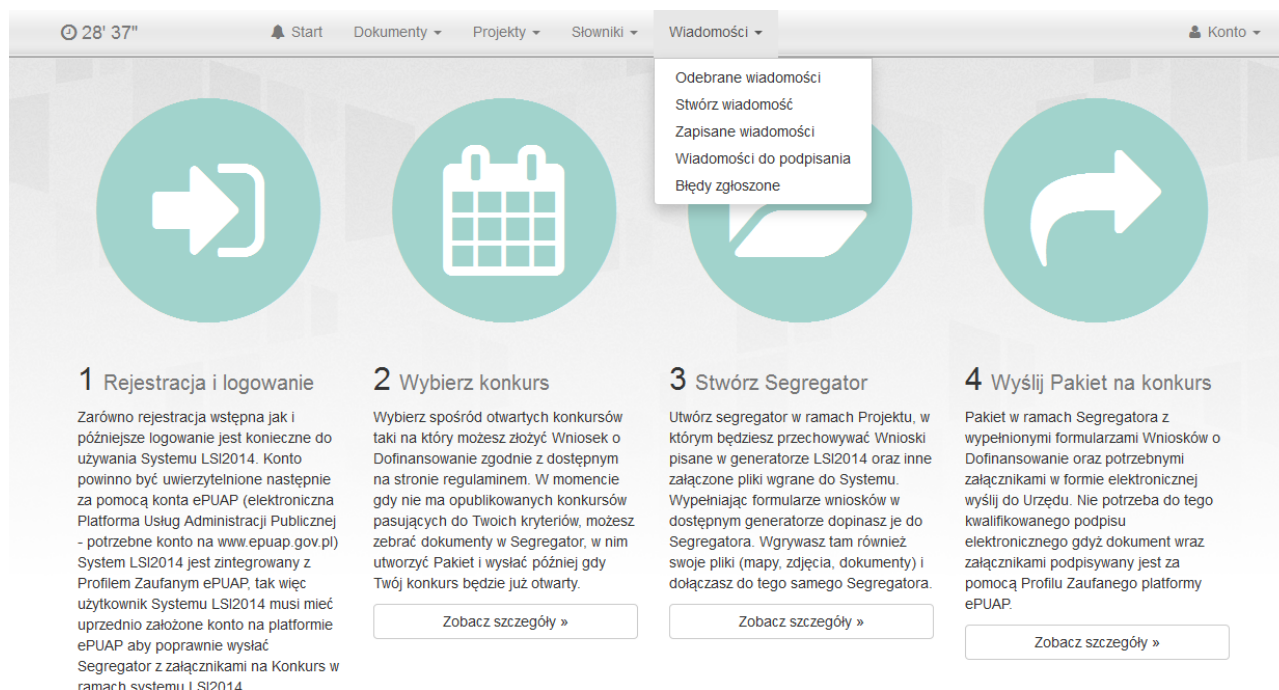 28' 37"
Start
Dokumenty
Projekty
Słowniki
Wiadomości
Konto
Odebrane wiadomości
Stwórz wiadomość
Zapisane wiadomości
Wiadomości do podpisania
Błędy zgłoszone
1 Rejestracja i logowanie
Zarówno rejestracja wstępna jak i
późniejsze logowanie jest konieczne do
używania Systemu LSI2014. Konto
powinno być uwierzytelnione następnie
za pomocą konta ePUAP (elektroniczna
Platforma Usług Administracji Publicznej
- potrzebne konto na www.epuap.gov.pl)
System LSI2014 jest zintegrowany z
Profilem Zaufanym ePUAP, tak więc
użytkownik Systemu LSI2014 musi mieć
uprzednio założone konto na platformie
ePUAP aby poprawnie wysłać
Segregator z załącznikami na Konkurs w
ramach systemu LSI2014.
2 Wybierz konkurs
Wybierz spośród otwartych konkursów
taki na który możesz złożyć Wniosek o
Dofinansowanie zgodnie z dostępnym
na stronie regulaminem. W momencie
gdy nie ma opublikowanych konkursów
pasujących do Twoich kryteriów, możesz
zebrać dokumenty w Segregator, w nim
utworzyć Pakiet i wysłać później gdy
Twój konkurs będzie już otwarty.
Zobacz szczegóły »
3 Stwórz Segregator
Utwórz segregator w ramach Projektu, w
którym będziesz przechowywać Wnioski
pisane w generatorze LSI2014 oraz inne
załączone pliki wgrane do Systemu.
Wypełniając formularze wniosków w
dostępnym generatorze dopinasz je do
Segregatora. Wgrywasz tam również
swoje pliki (mapy, zdjęcia, dokumenty) i
dołączasz do tego samego Segregatora.
Zobacz szczegóły »
4 Wyślij Pakiet na konkurs
Pakiet w ramach Segregatora z
wypełnionymi formularzami Wniosków o
Dofinansowanie oraz potrzebnymi
załącznikami w formie elektronicznej
wyślij do Urzędu. Nie potrzeba do tego
kwalifikowanego podpisu
elektronicznego gdyż dokument wraz
załącznikami podpisywany jest za
pomocą Profilu Zaufanego platformy
ePUAP.
Zobacz szczegóły »